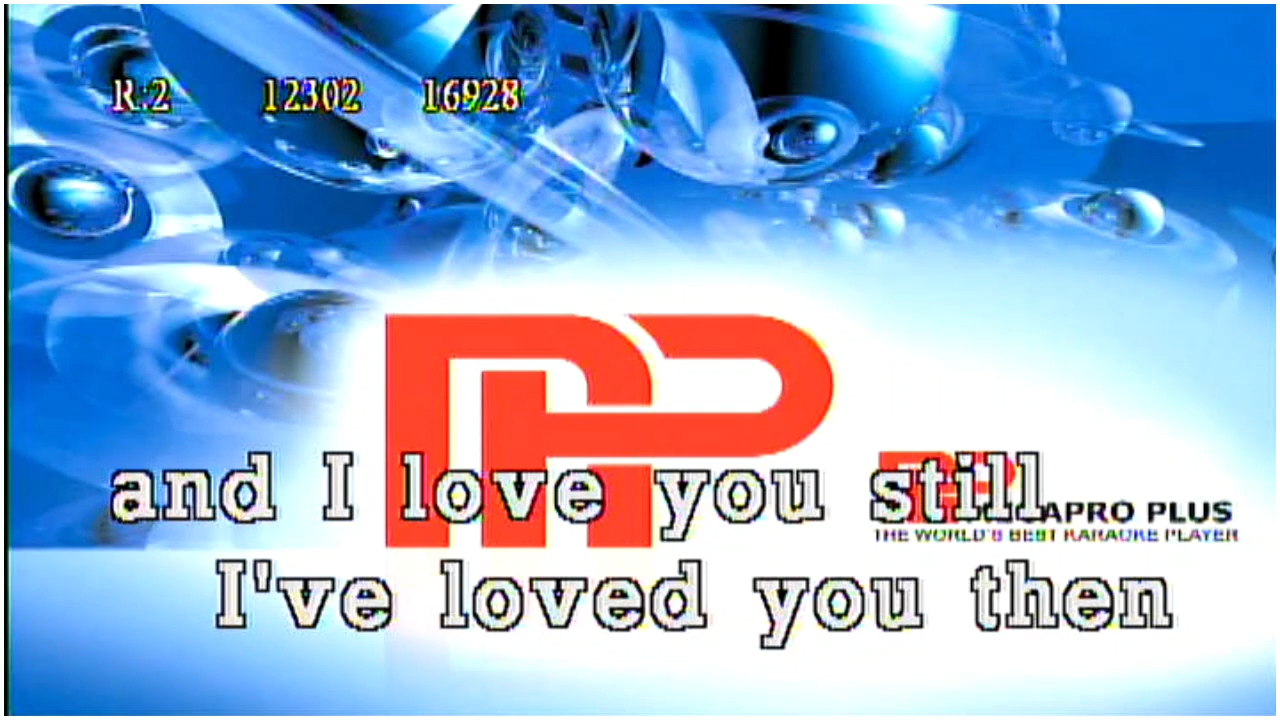 R:2 12302 16928
and I love you still
APRO PLUS
THE WORLD'S BEST KARAOKE PLAYER
I've loved you then